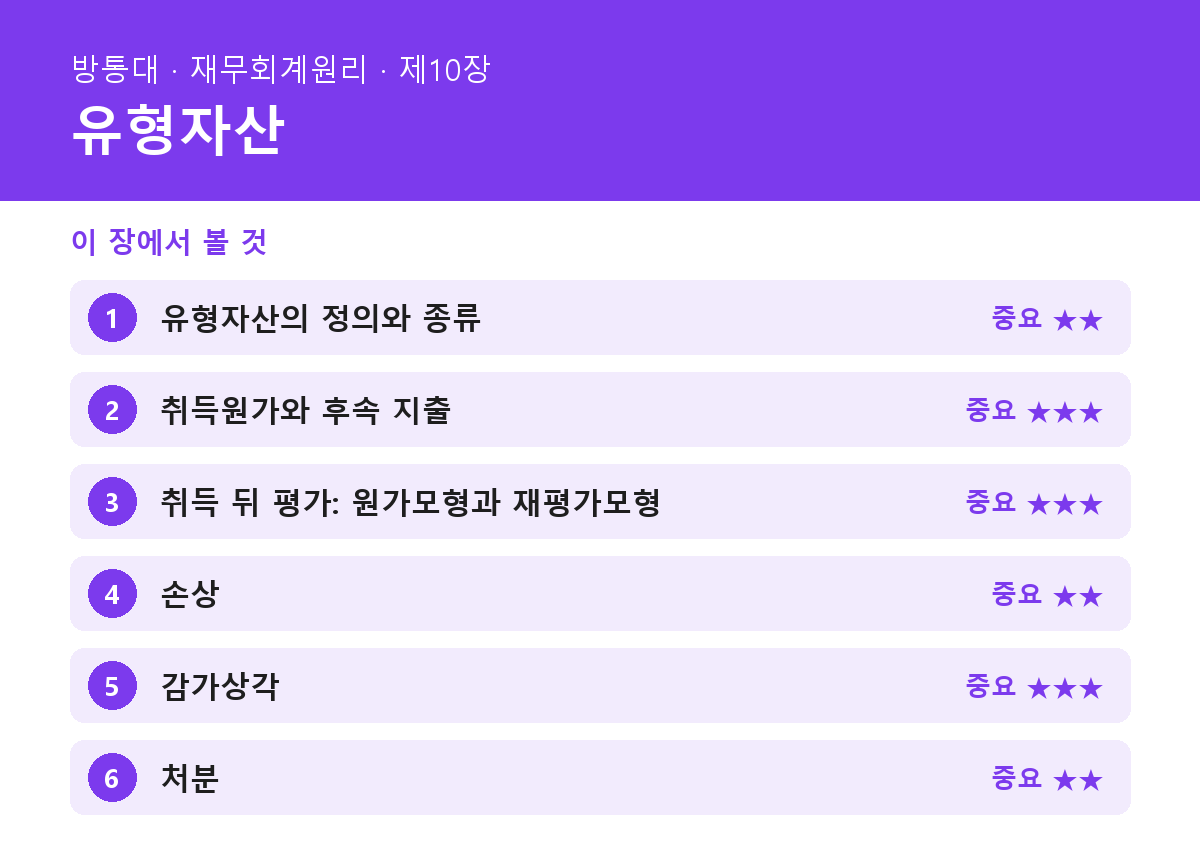 방통대 · 재무회계원리 · 제10장
유형자산
이 장에서 볼 것
1 유형자산의 정의와 종류 중요 ★★
2 취득원가와 후속 지출 중요 ★★★
3 취득 뒤 평가: 원가모형과 재평가모형 중요 ★★★
4 손상 중요 ★★
5 감가상각 중요 ★★★
6 처분 중요 ★★